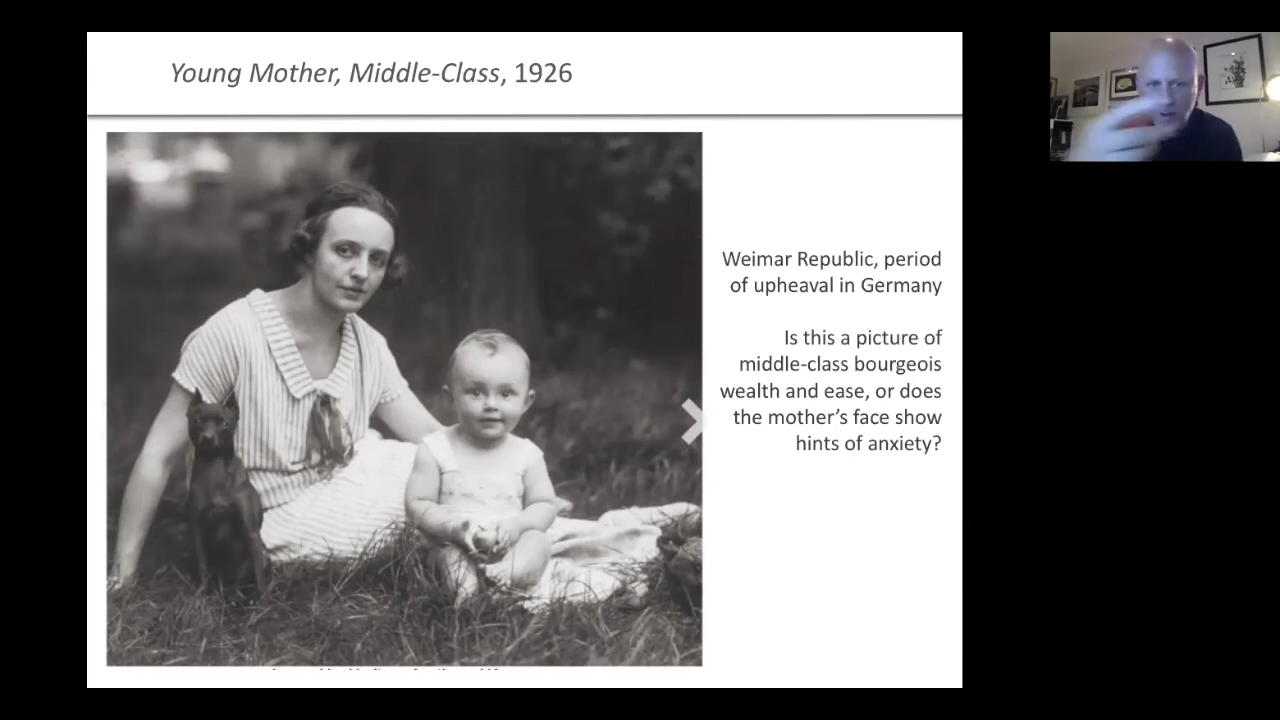 Young Mother, Middle-Class, 1926
Weimar Republic, period
of upheaval in Germany
Is this a picture of
middle-class bourgeois
wealth and ease, or does
the mother’s face show
hints of anxiety?